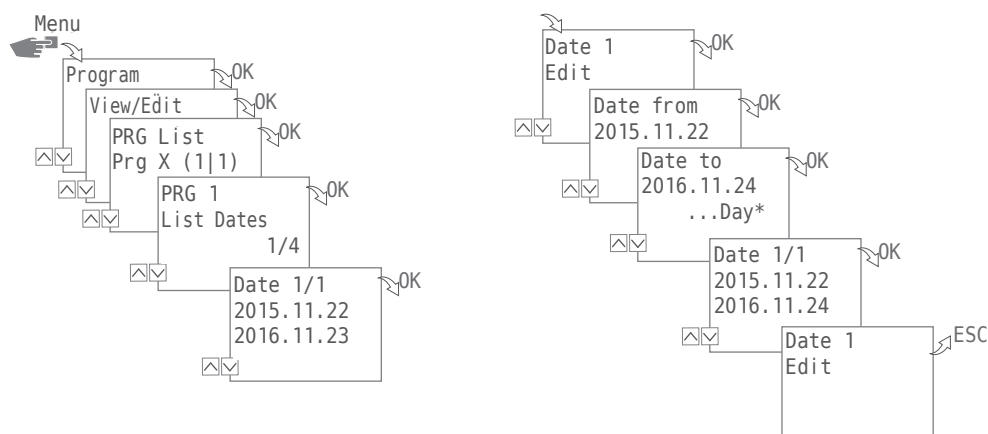 Menu
Program
OK
View/Edit
OK
PRG List
Prg X (1|1)
OK
PRG 1
List Dates
1/4
OK
Date 1/1
2015.11.22
2016.11.23
OK
Date 1
Edit
OK
Date from
2015.11.22
OK
Date to
2016.11.24
...Day*
OK
Date 1/1
2015.11.22
2016.11.24
OK
Date 1
Edit
ESC